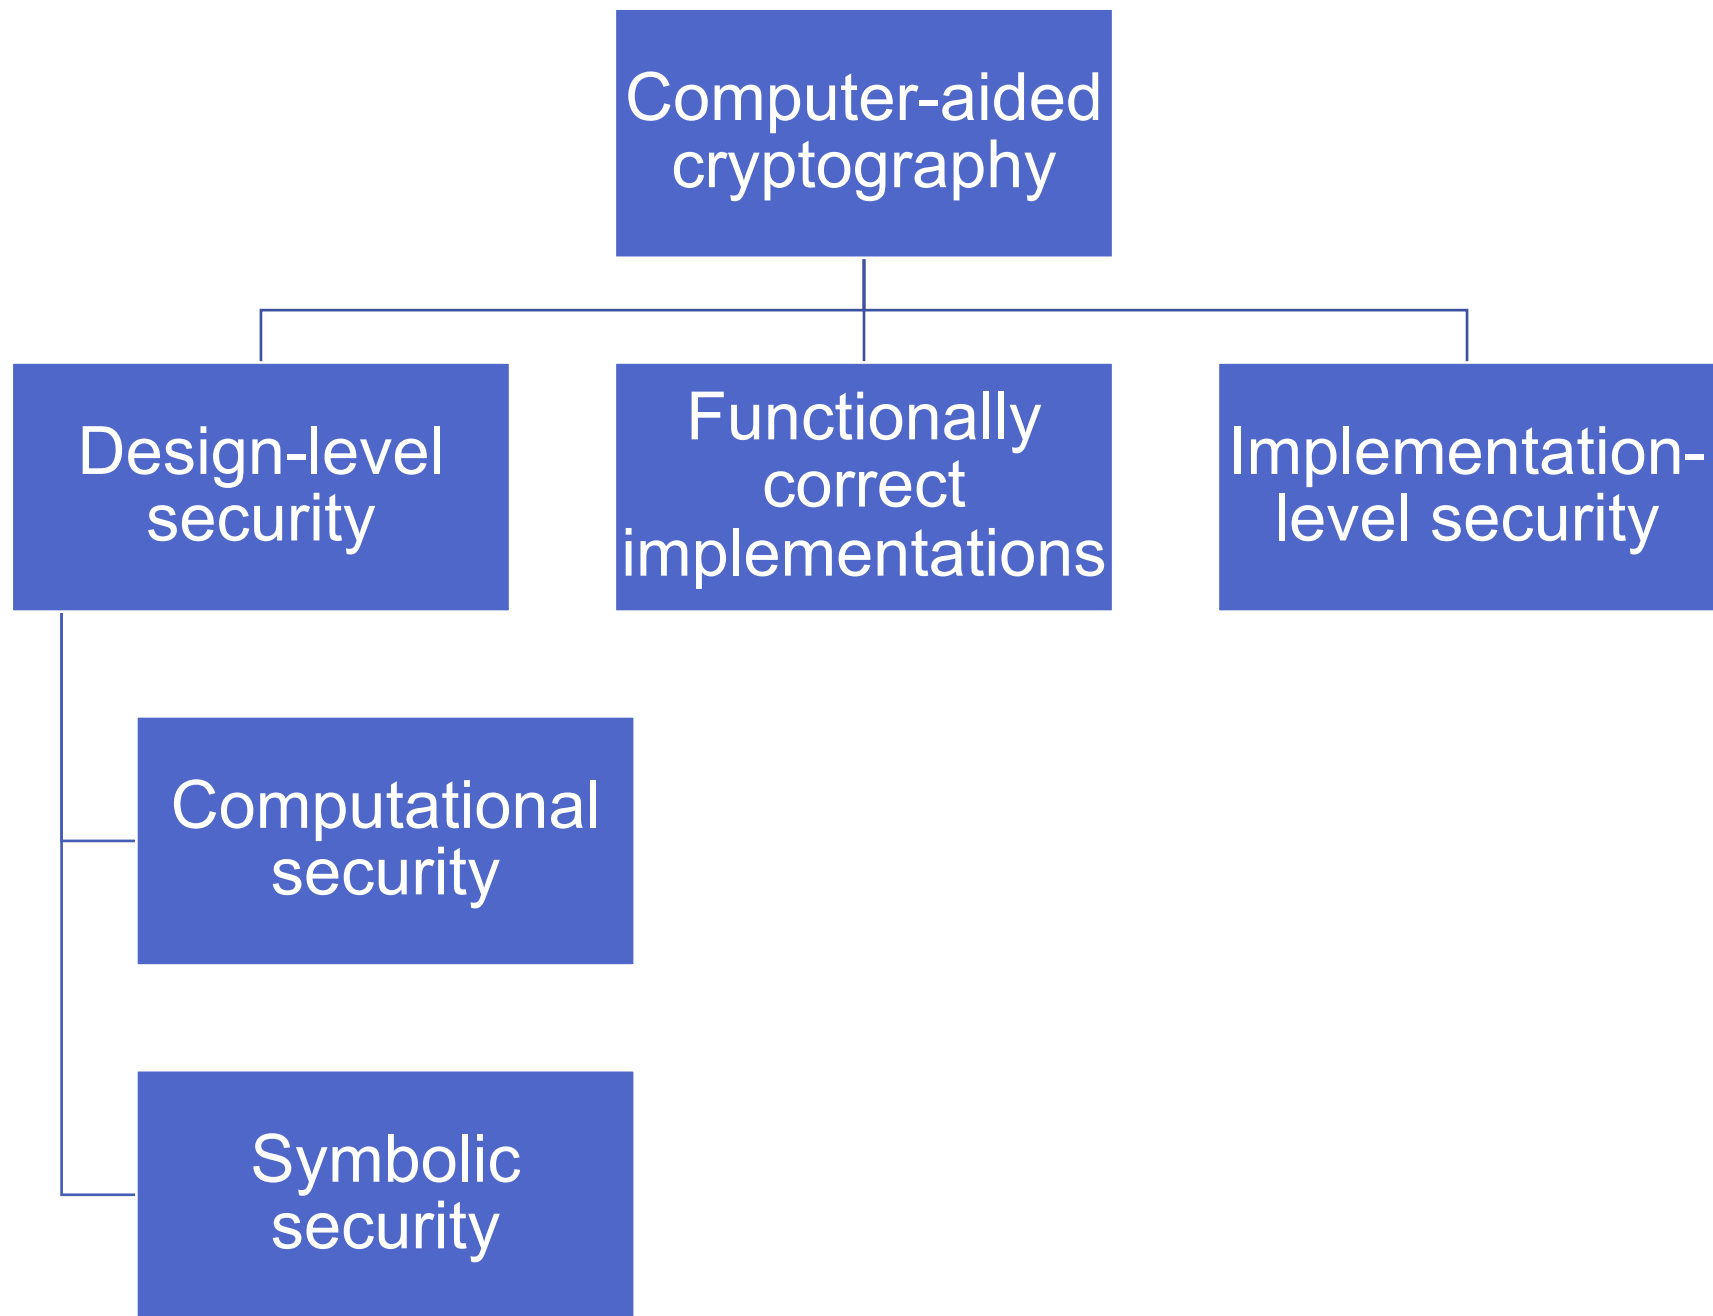 Computer-aided
cryptography
Design-level
security
Functionally
correct
implementations
Implementation-
level security
Computational
security
Symbolic
security